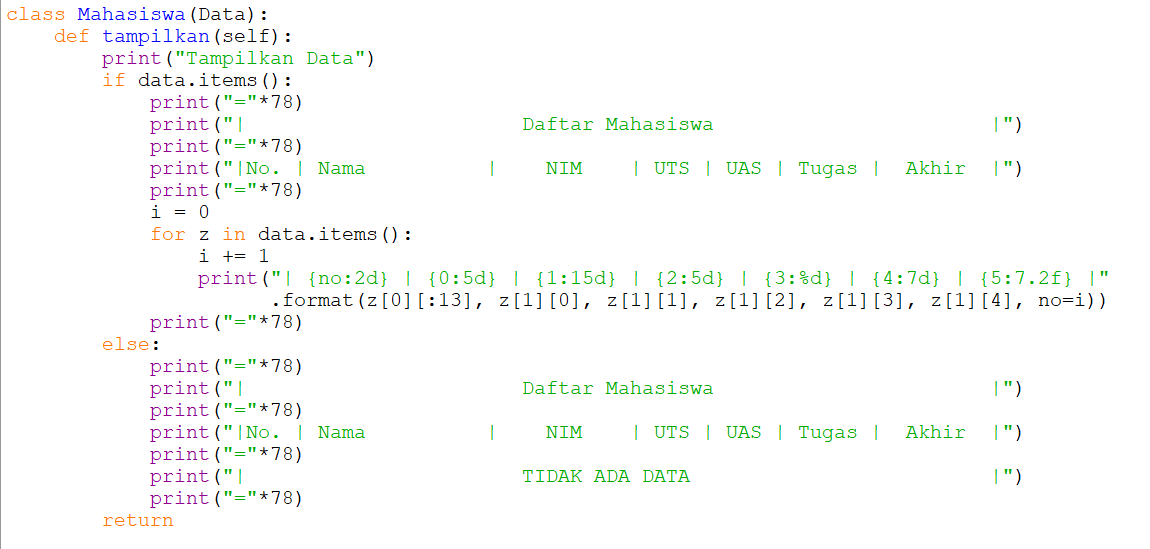 class Mahasiswa(Data):
    def tampilkan(self):
        print("Tampilkan Data")
        if data.items():
            print("="*78)
            print("|                       Daftar Mahasiswa                       |")
            print("="*78)
            print("|No. | Nama          |    NIM    | UTS | UAS | Tugas |  Akhir  |")
            print("="*78)
            i = 0
            for z in data.items():
                i += 1
                print("| {no:2d} | {0:5d} | {1:15d} | {2:5d} | {3:%d} | {4:7d} | {5:7.2f} |"
                      .format(z[0][:13], z[1][0], z[1][1], z[1][2], z[1][3], z[1][4], no=i))
            print("="*78)
        else:
            print("="*78)
            print("|                       Daftar Mahasiswa                       |")
            print("="*78)
            print("|No. | Nama          |    NIM    | UTS | UAS | Tugas |  Akhir  |")
            print("="*78)
            print("|                       TIDAK ADA DATA                         |")
            print("="*78)
        return